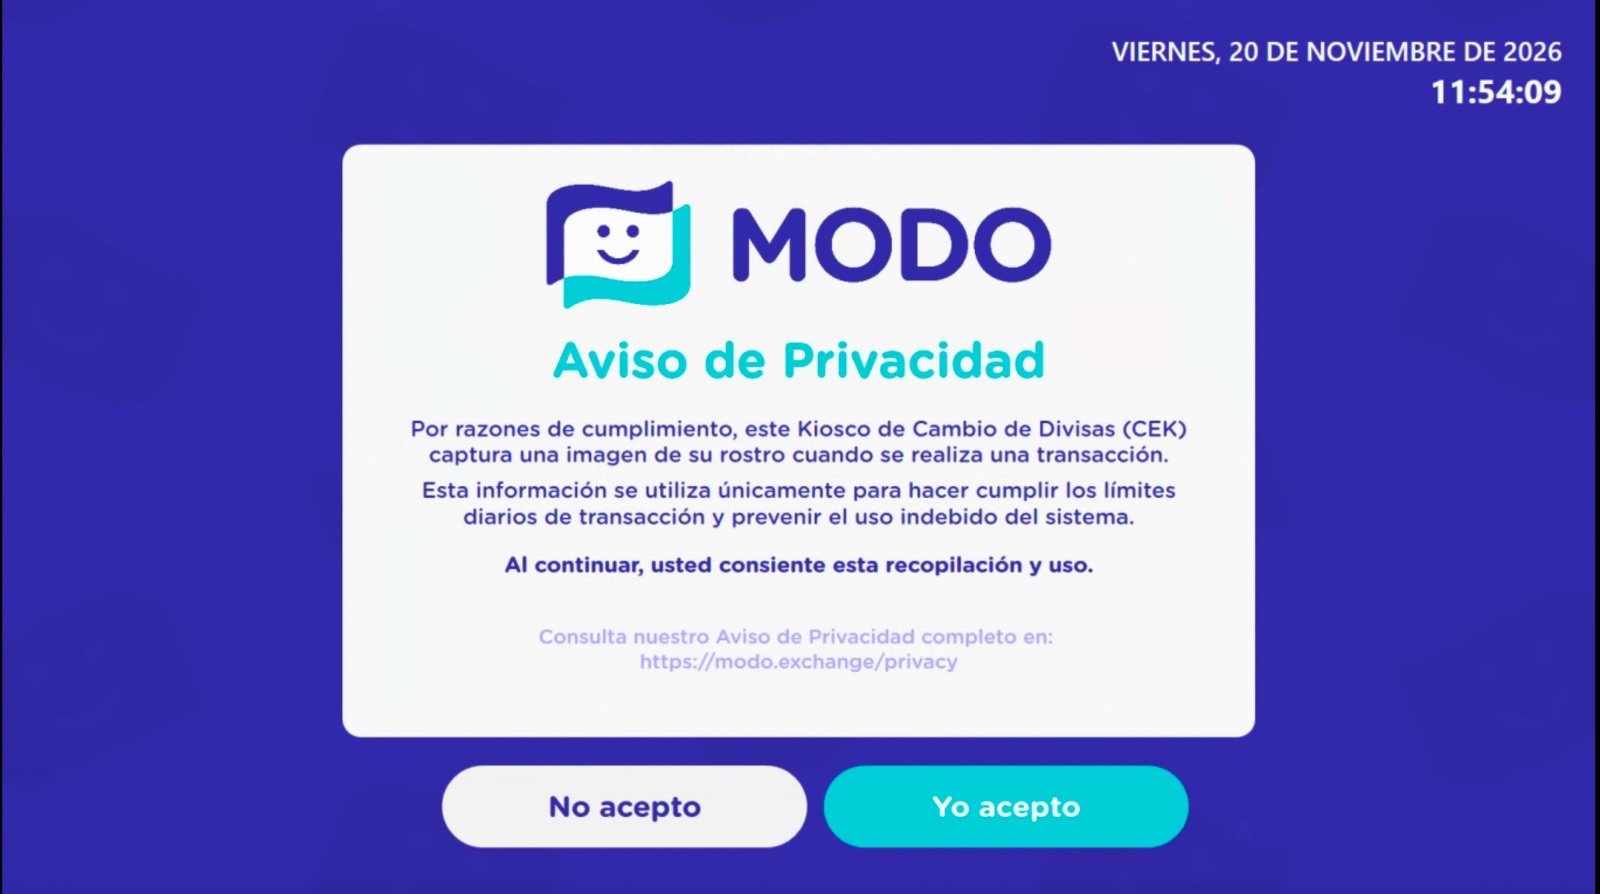 VIERNES, 20 DE NOVIEMBRE DE 2026
11:54:09
MODO
Aviso de Privacidad
Por razones de cumplimiento, este Kiosco de Cambio de Divisas (CEK)
captura una imagen de su rostro cuando se realiza una transacción.
Esta información se utiliza únicamente para hacer cumplir los límites
diarios de transacción y prevenir el uso indebido del sistema.
Al continuar, usted consiente esta recopilación y uso.
Consulta nuestro Aviso de Privacidad completo en:
https://modo.exchange/privacy
No acepto
Yo acepto